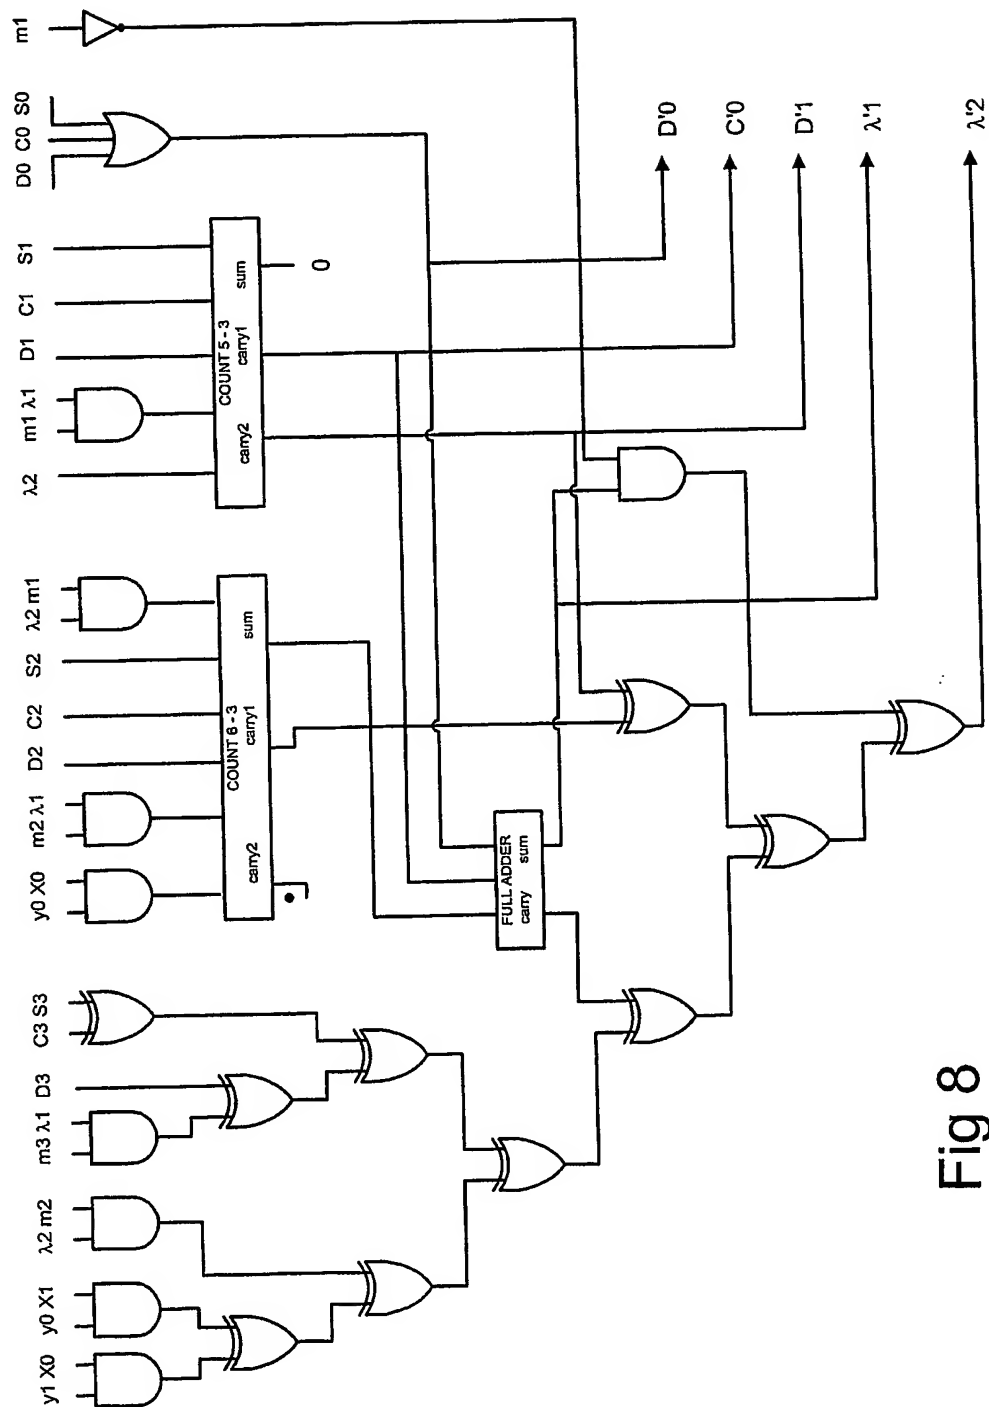 m1
D0 C0 S0
S1
C1
D1
m1 λ1
λ2
λ2 m1
S2
C2
D2
m2 λ1
y0 X0
C3 S3
D3
m3 λ1
λ2 m2
y0 X1
y1 X0
COUNT 5 - 3
carry2 carry1 sum
0
COUNT 6 - 3
carry2 carry1 sum
FULL ADDER
carry sum
D'0
C'0
D'1
λ'1
λ'2
Fig 8